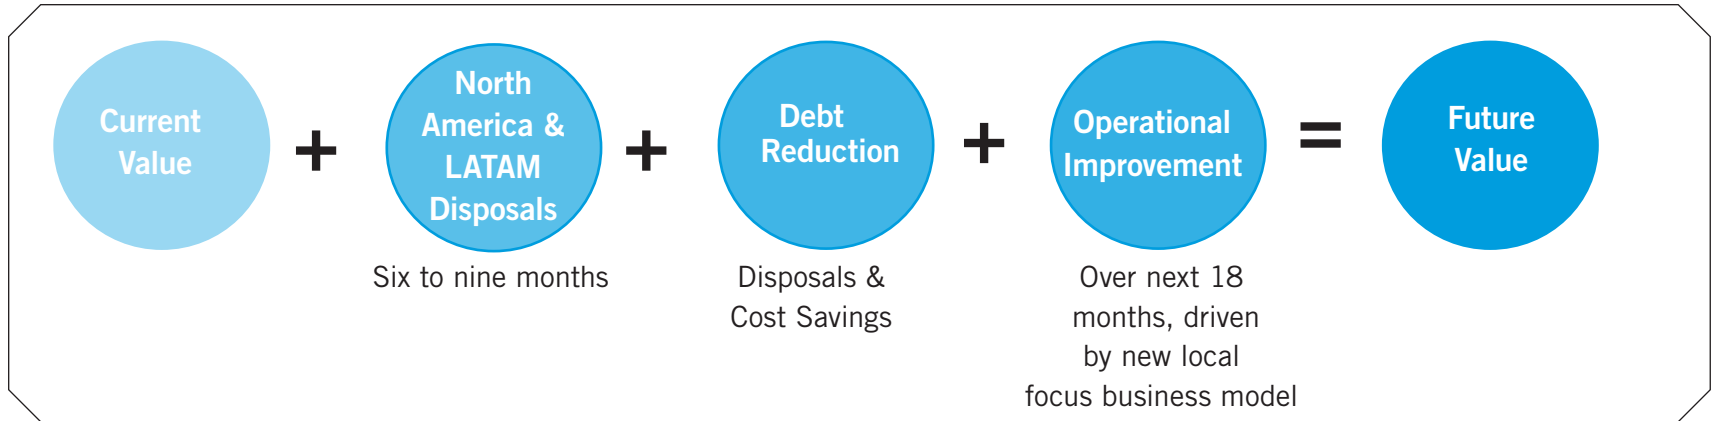 Current
Value
+
North
America &
LATAM
Disposals
Six to nine months
+
Debt
Reduction
Disposals &
Cost Savings
+
Operational
Improvement
Over next 18
months, driven
by new local
focus business model
=
Future
Value